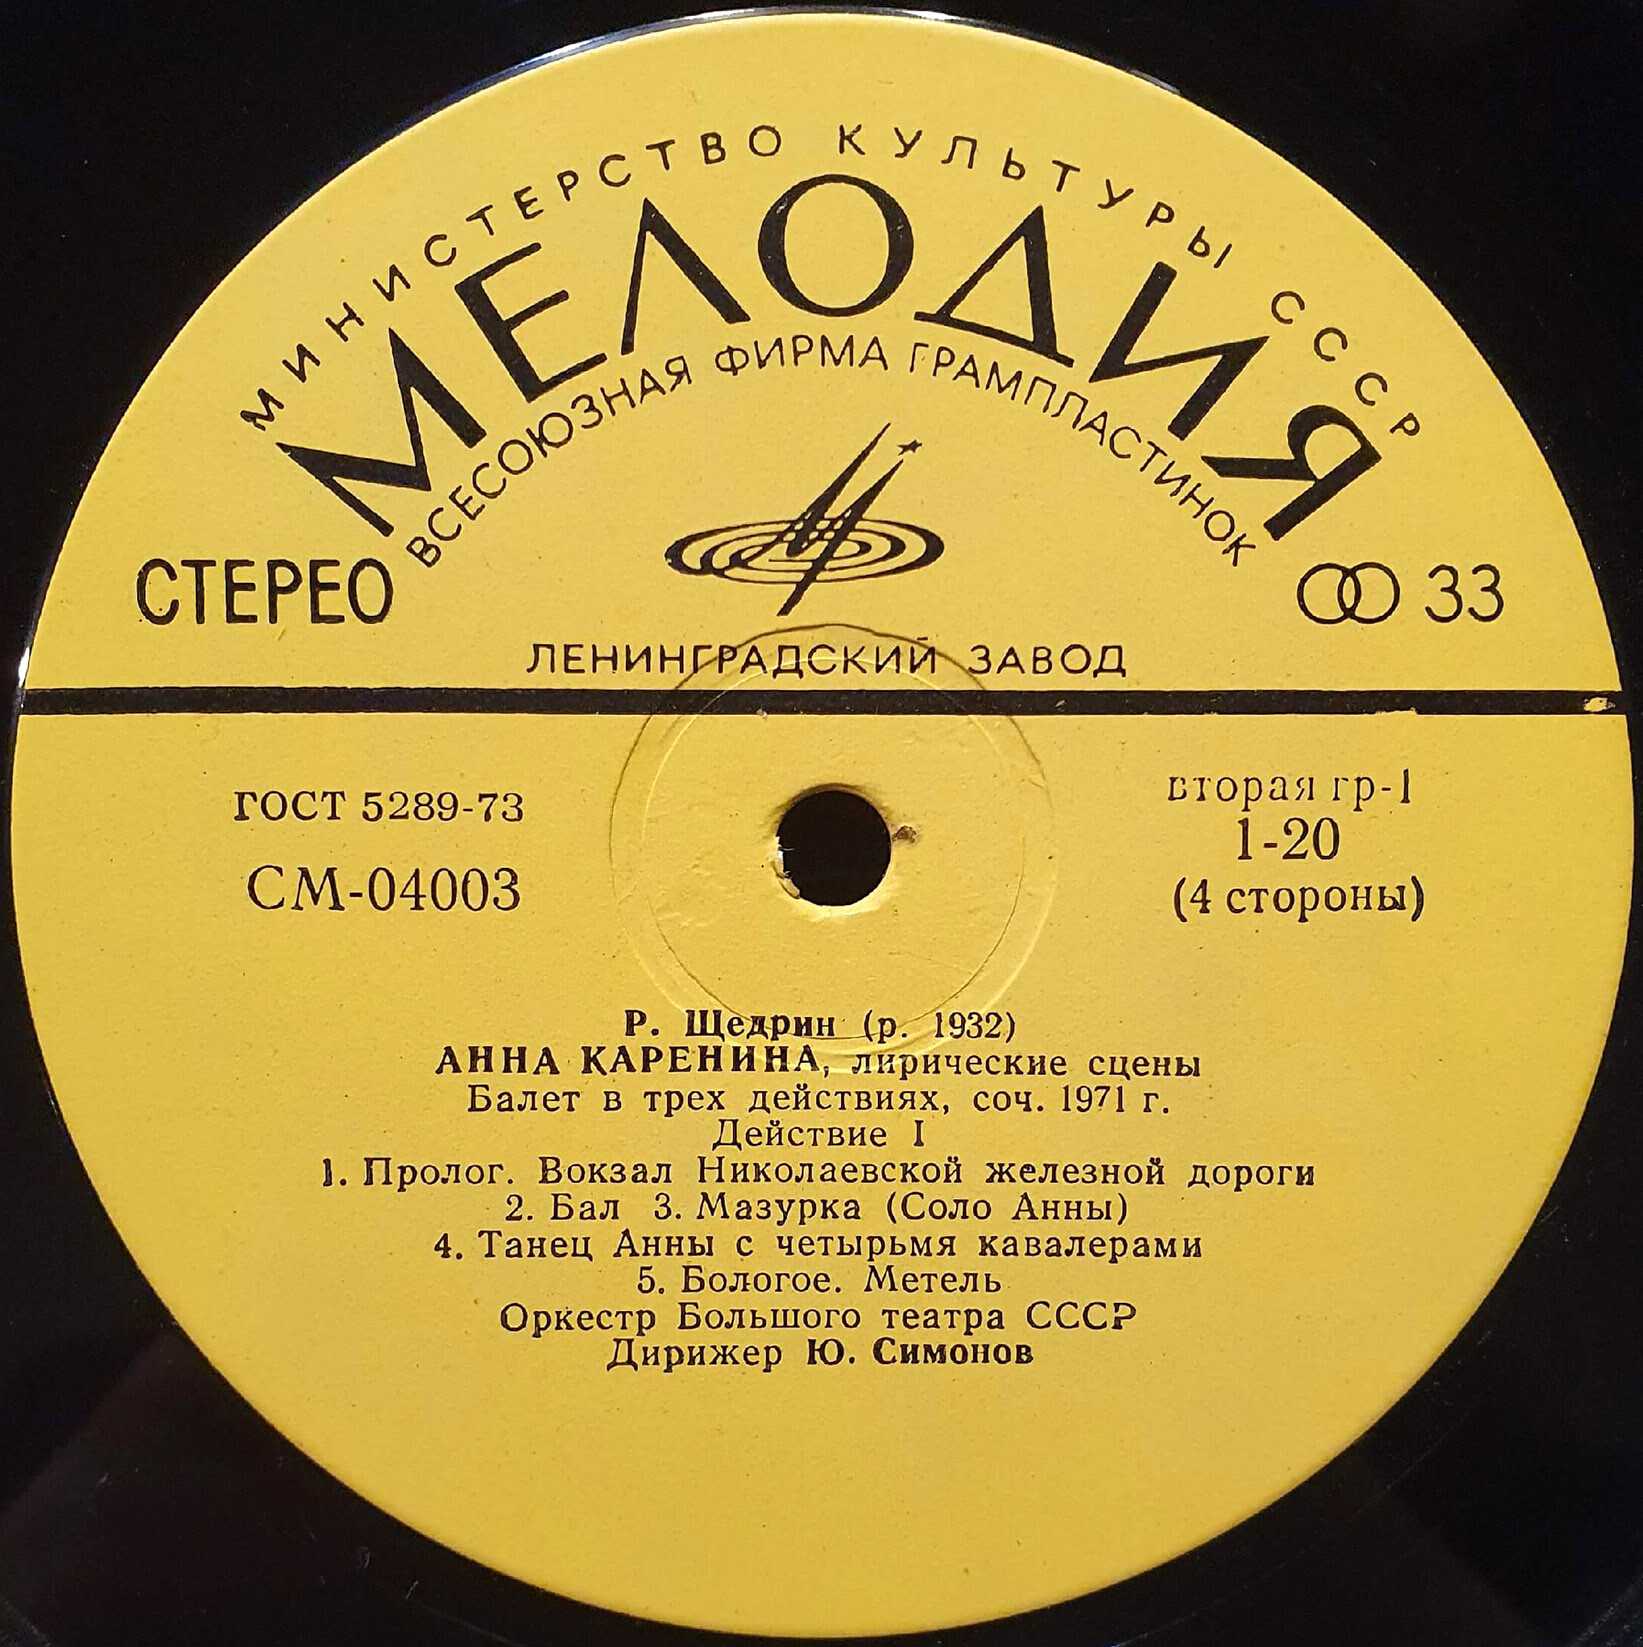 МИНИСТЕРСТВО КУЛЬТУРЫ СССР
МЕЛОДИЯ
ВСЕСОЮЗНАЯ ФИРМА ГРАМПЛАСТИНОК
СТЕРЕО
33
ЛЕНИНГРАДСКИЙ ЗАВОД
ГОСТ 5289-73
СМ-04003
вторая гр-1
1-20
(4 стороны)
Р. Щедрин (р. 1932)
АННА КАРЕНИНА, лирические сцены
Балет в трех действиях, соч. 1971 г.
Действие I
1. Пролог. Вокзал Николаевской железной дороги
2. Бал 3. Мазурка (Соло Анны)
4. Танец Анны с четырьмя кавалерами
5. Бологое. Метель
Оркестр Большого театра СССР
Дирижер Ю. Симонов